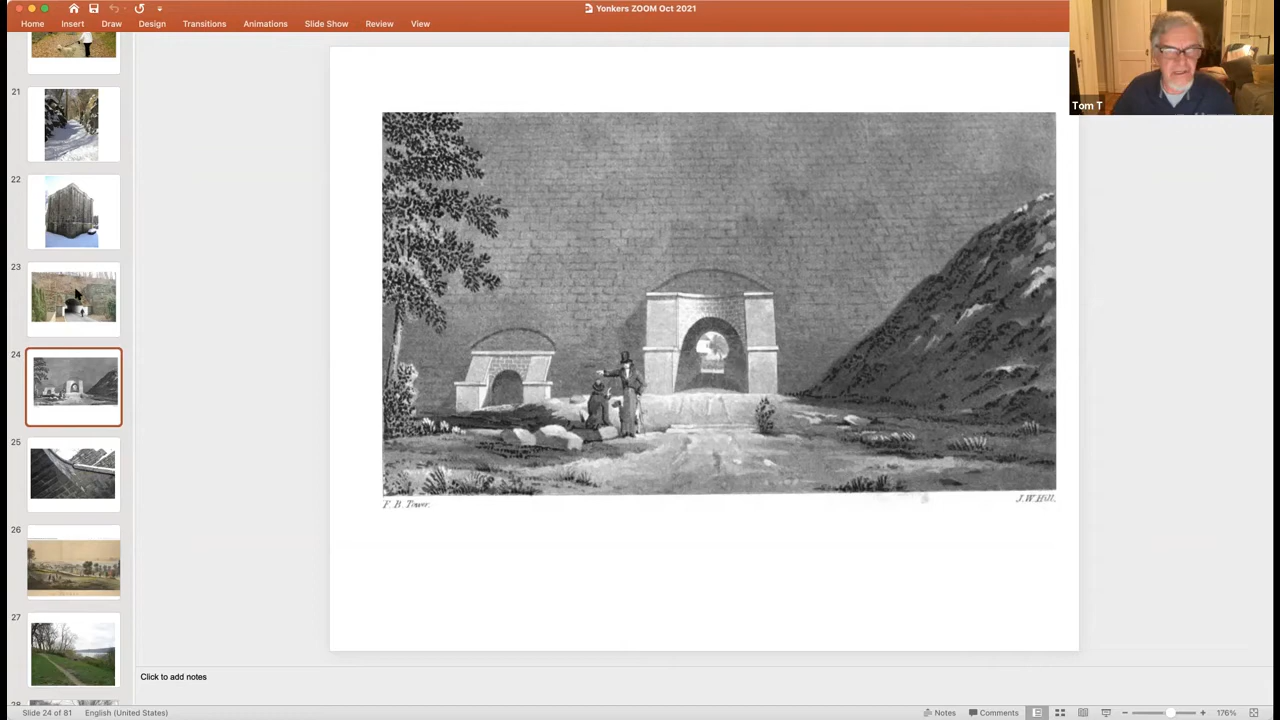 Yonkers ZOOM Oct 2021
Home Insert Draw Design Transitions Animations Slide Show Review View
Tom T
21
22
23
24
25
26
27
F. B. Tower.
J. W. Hill.
Click to add notes
Slide 24 of 81 English (United States) Notes Comments 176%